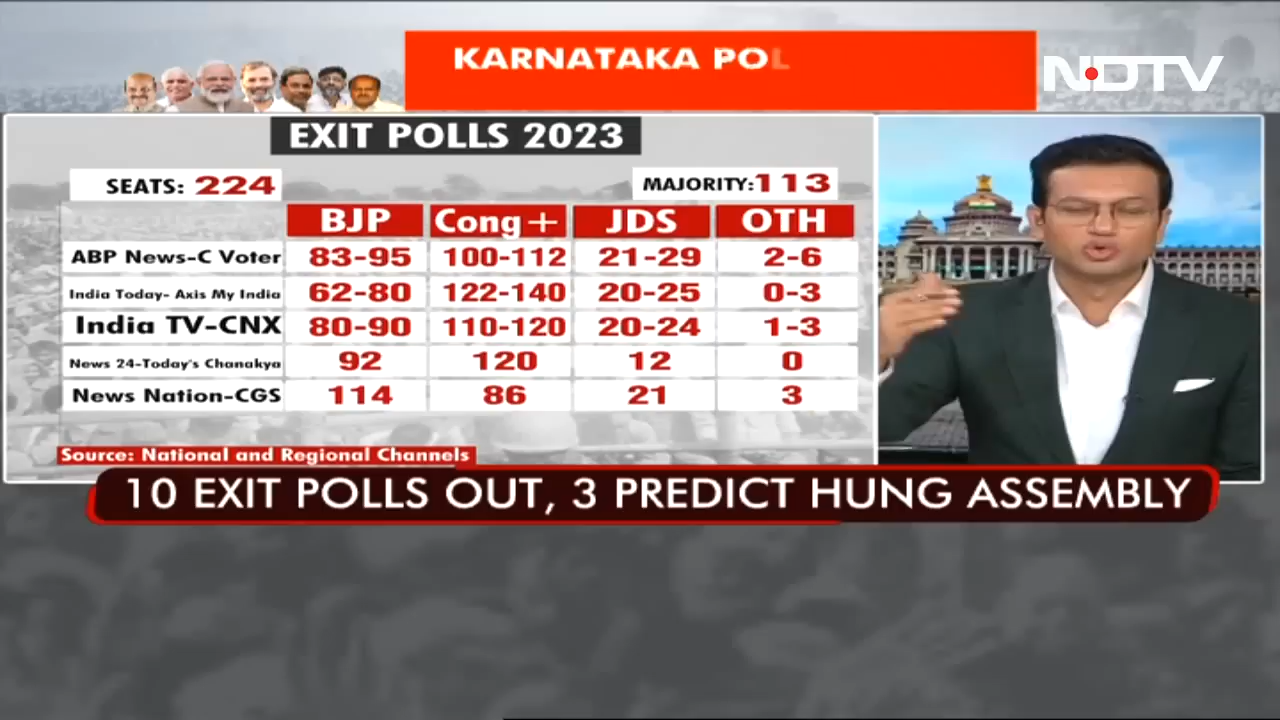 KARNATAKA POL
NDTV
EXIT POLLS 2023
SEATS: 224
MAJORITY:113
BJP Cong+ JDS OTH
ABP News-C Voter 83-95 100-112 21-29 2-6
India Today- Axis My India 62-80 122-140 20-25 0-3
India TV-CNX 80-90 110-120 20-24 1-3
News 24-Today's Chanakya 92 120 12 0
News Nation-CGS 114 86 21 3
Source: National and Regional Channels
10 EXIT POLLS OUT, 3 PREDICT HUNG ASSEMBLY